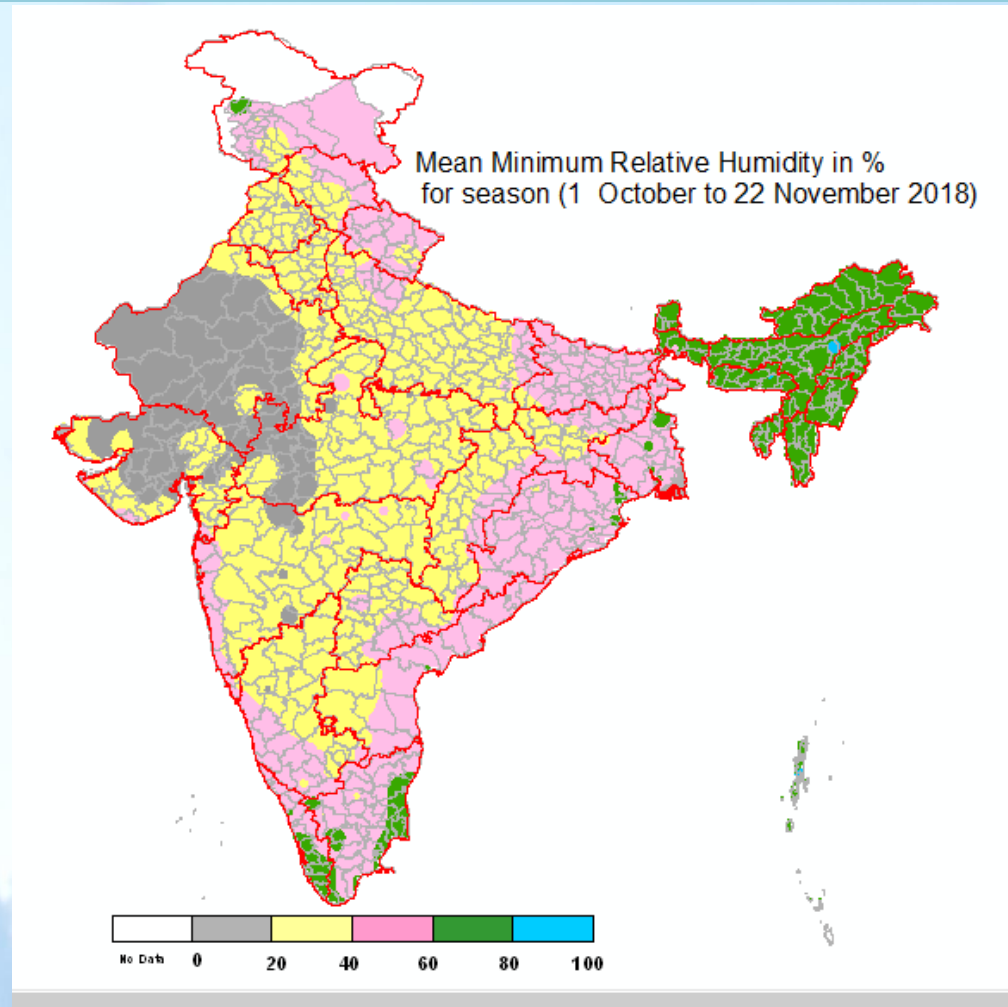 Mean Minimum Relative Humidity in %
for season (1 October to 22 November 2018)
No Data 0 20 40 60 80 100